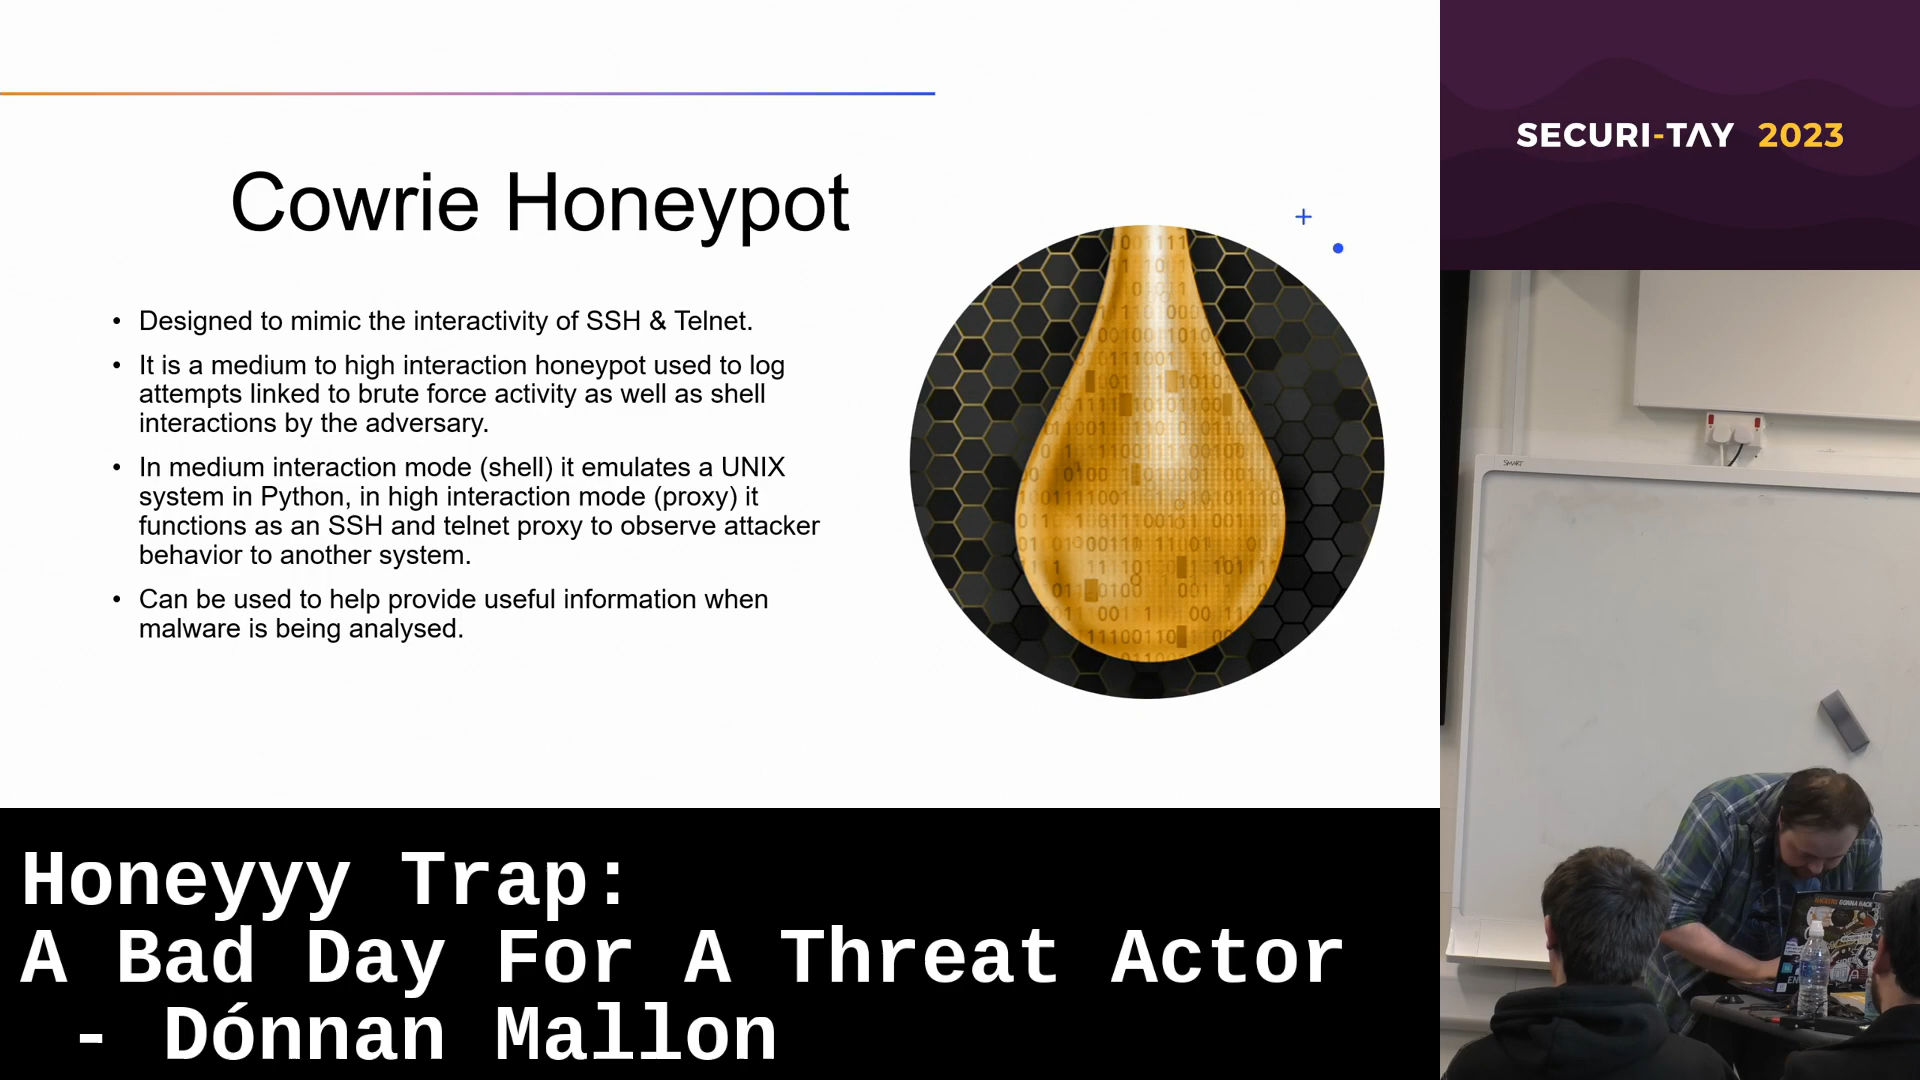 Cowrie Honeypot
• Designed to mimic the interactivity of SSH & Telnet.
• It is a medium to high interaction honeypot used to log
attempts linked to brute force activity as well as shell
interactions by the adversary.
• In medium interaction mode (shell) it emulates a UNIX
system in Python, in high interaction mode (proxy) it
functions as an SSH and telnet proxy to observe attacker
behavior to another system.
• Can be used to help provide useful information when
malware is being analysed.
SECURI-TAY 2023
SMART
Honeyyy Trap:
A Bad Day For A Threat Actor
- Dónnan Mallon